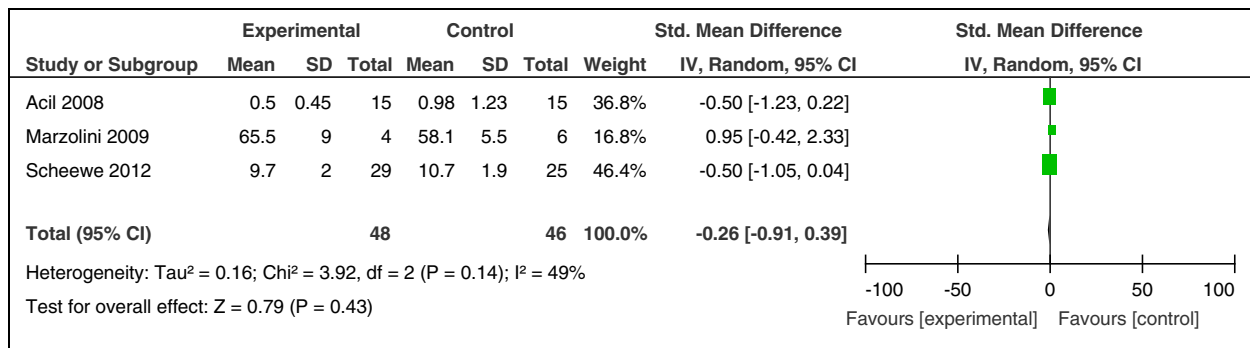 Experimental Control Std. Mean Difference Std. Mean Difference
Study or Subgroup Mean SD Total Mean SD Total Weight IV, Random, 95% CI IV, Random, 95% CI
Acil 2008 0.5 0.45 15 0.98 1.23 15 36.8% -0.50 [-1.23, 0.22]
Marzolini 2009 65.5 9 4 58.1 5.5 6 16.8% 0.95 [-0.42, 2.33]
Scheewe 2012 9.7 2 29 10.7 1.9 25 46.4% -0.50 [-1.05, 0.04]
Total (95% CI) 48 46 100.0% -0.26 [-0.91, 0.39]
Heterogeneity: Tau² = 0.16; Chi² = 3.92, df = 2 (P = 0.14); I² = 49%
Test for overall effect: Z = 0.79 (P = 0.43)
-100 -50 0 50 100
Favours [experimental] Favours [control]